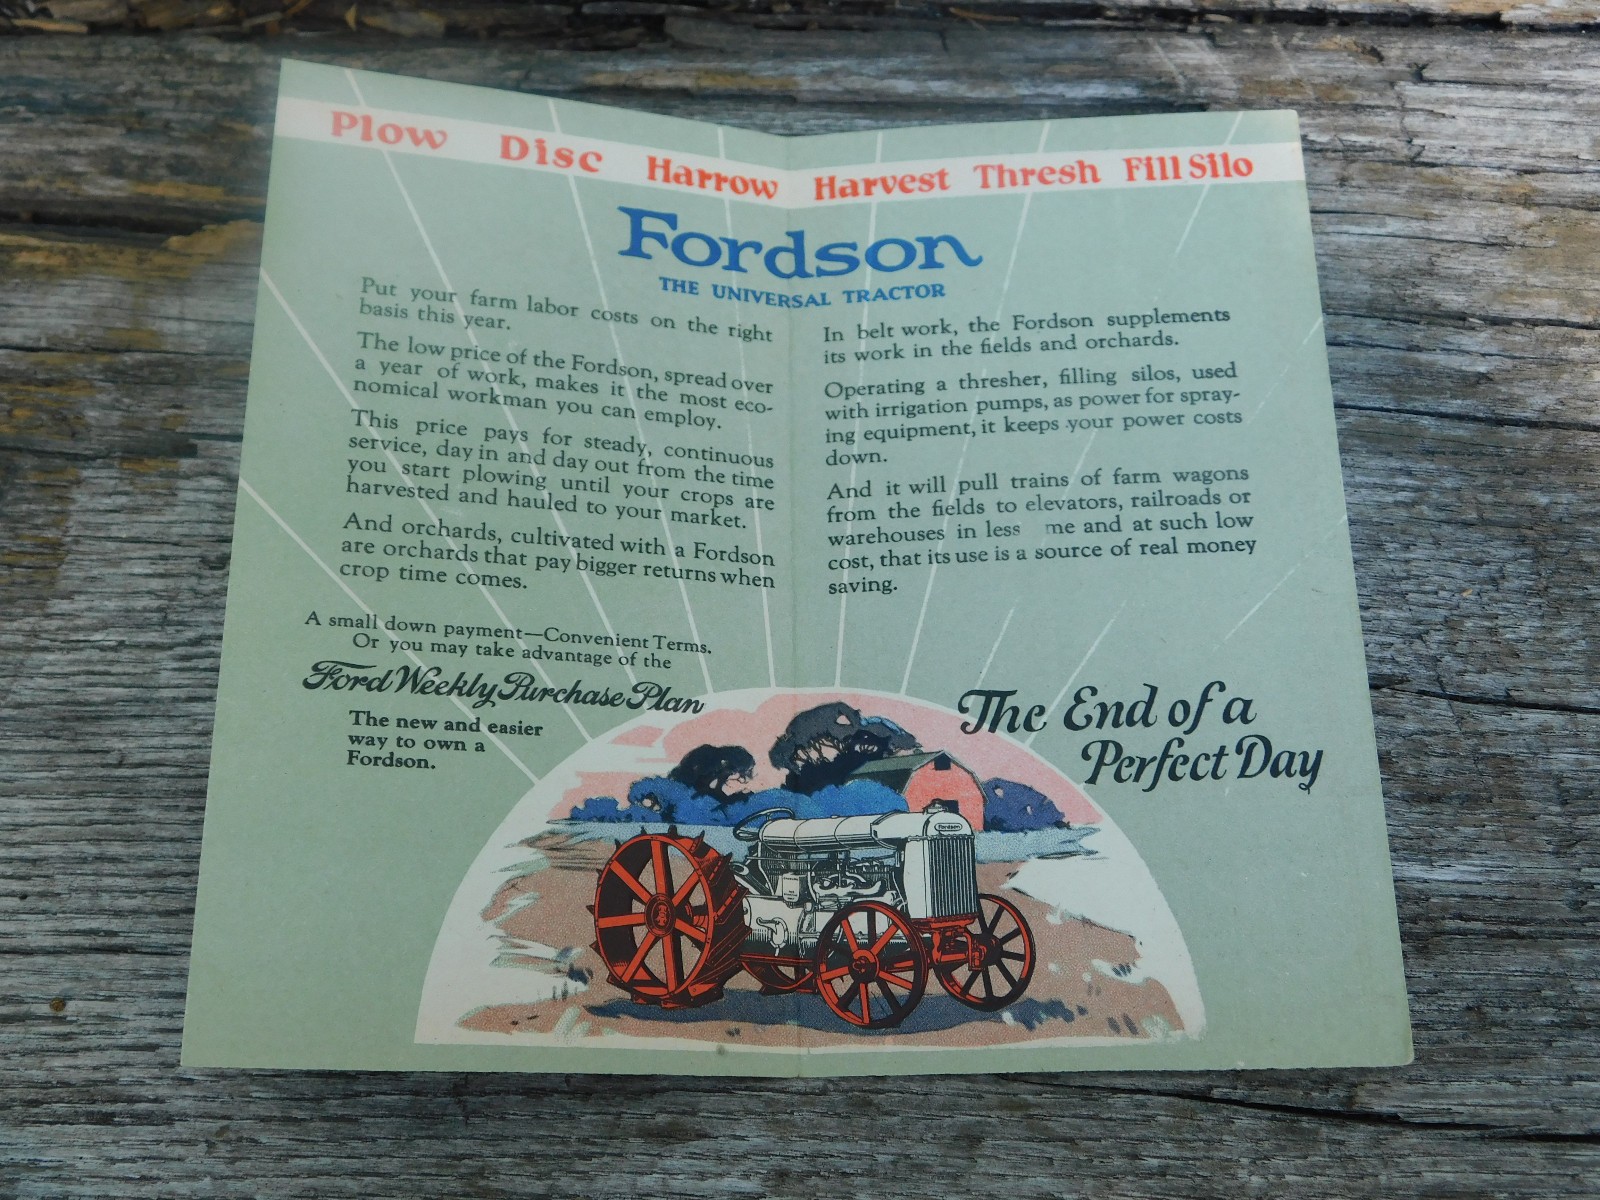 Plow Disc Harrow Harvest Thresh Fill Silo
Fordson
THE UNIVERSAL TRACTOR
Put your farm labor costs on the right
basis this year.
The low price of the Fordson, spread over
a year of work, makes it the most eco-
nomical workman you can employ.
This price pays for steady, continuous
service, day in and day out from the time
you start plowing until your crops are
harvested and hauled to your market.
And orchards, cultivated with a Fordson
are orchards that pay bigger returns when
crop time comes.
A small down payment—Convenient Terms.
Or you may take advantage of the
Ford Weekly Purchase Plan
The new and easier
way to own a
Fordson.
In belt work, the Fordson supplements
its work in the fields and orchards.
Operating a thresher, filling silos, used
with irrigation pumps, as power for spray-
ing equipment, it keeps your power costs
down.
And it will pull trains of farm wagons
from the fields to elevators, railroads or
warehouses in less me and at such low
cost, that its use is a source of real money
saving.
The End of a
Perfect Day
Fordson